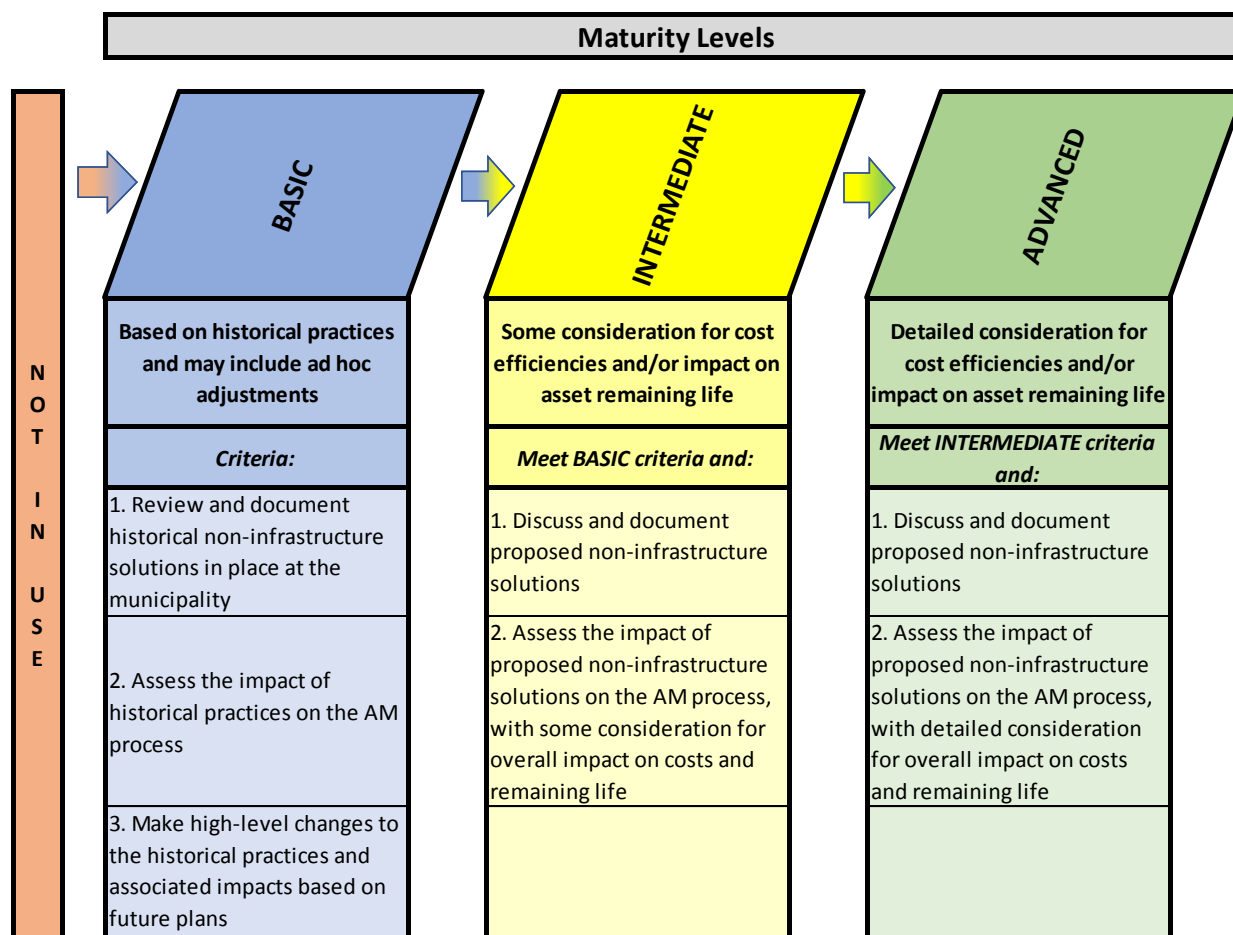 Maturity Levels
NOT IN USE
BASIC
Based on historical practices
and may include ad hoc
adjustments
Criteria:
1. Review and document
historical non-infrastructure
solutions in place at the
municipality
2. Assess the impact of
historical practices on the AM
process
3. Make high-level changes to
the historical practices and
associated impacts based on
future plans
INTERMEDIATE
Some consideration for cost
efficiencies and/or impact on
asset remaining life
Meet BASIC criteria and:
1. Discuss and document
proposed non-infrastructure
solutions
2. Assess the impact of
proposed non-infrastructure
solutions on the AM process,
with some consideration for
overall impact on costs and
remaining life
ADVANCED
Detailed consideration for
cost efficiencies and/or
impact on asset remaining life
Meet INTERMEDIATE criteria
and:
1. Discuss and document
proposed non-infrastructure
solutions
2. Assess the impact of
proposed non-infrastructure
solutions on the AM process,
with detailed consideration
for overall impact on costs
and remaining life